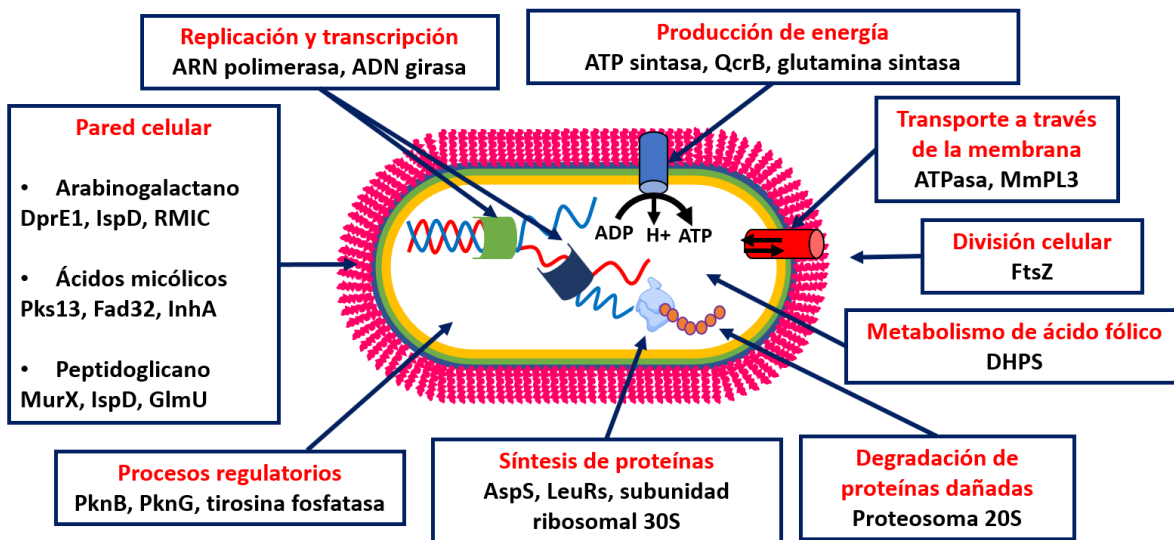 Replicación y transcripción
ARN polimerasa, ADN girasa
Producción de energía
ATP sintasa, QcrB, glutamina sintasa
Pared celular
• Arabinogalactano
DprE1, IspD, RMIC
• Ácidos micólicos
Pks13, Fad32, InhA
• Peptidoglicano
MurX, IspD, GlmU
Transporte a través
de la membrana
ATPasa, MmPL3
ADP H+ ATP
División celular
FtsZ
Metabolismo de ácido fólico
DHPS
Procesos regulatorios
PknB, PknG, tirosina fosfatasa
Síntesis de proteínas
AspS, LeuRs, subunidad
ribosomal 30S
Degradación de
proteínas dañadas
Proteosoma 20S